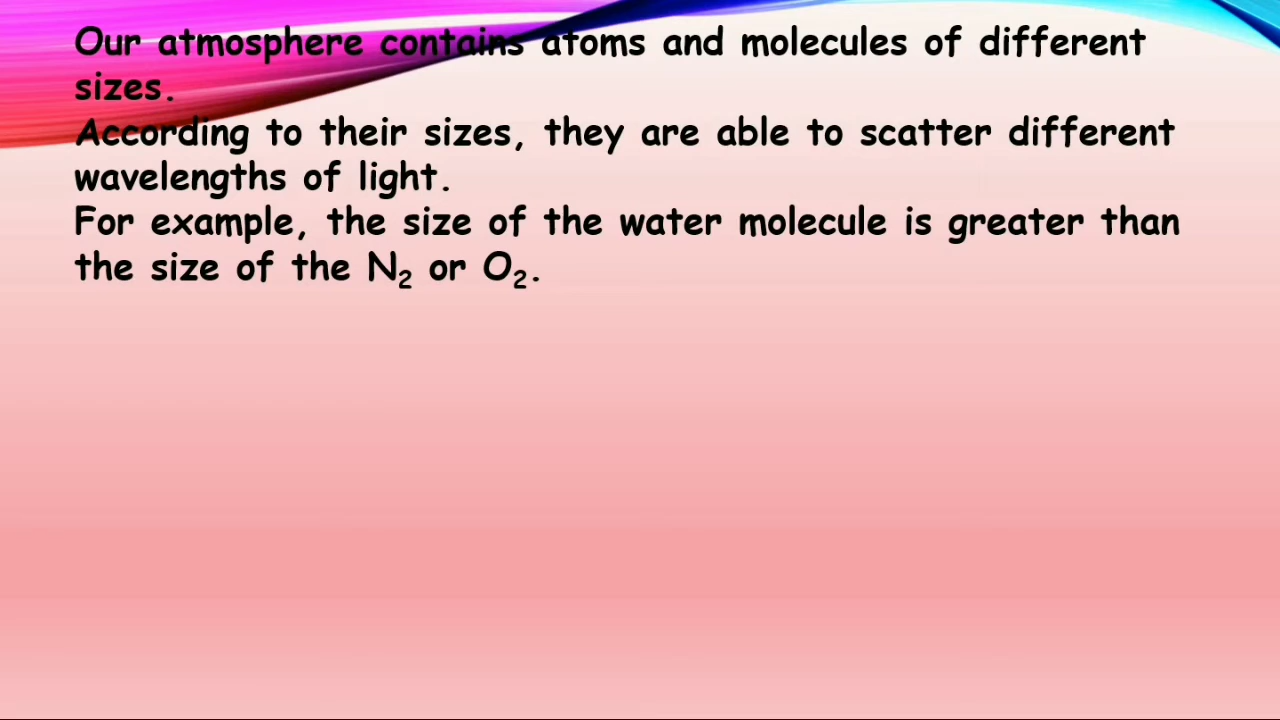 Our atmosphere contains atoms and molecules of different
sizes.
According to their sizes, they are able to scatter different
wavelengths of light.
For example, the size of the water molecule is greater than
the size of the N₂ or O₂.